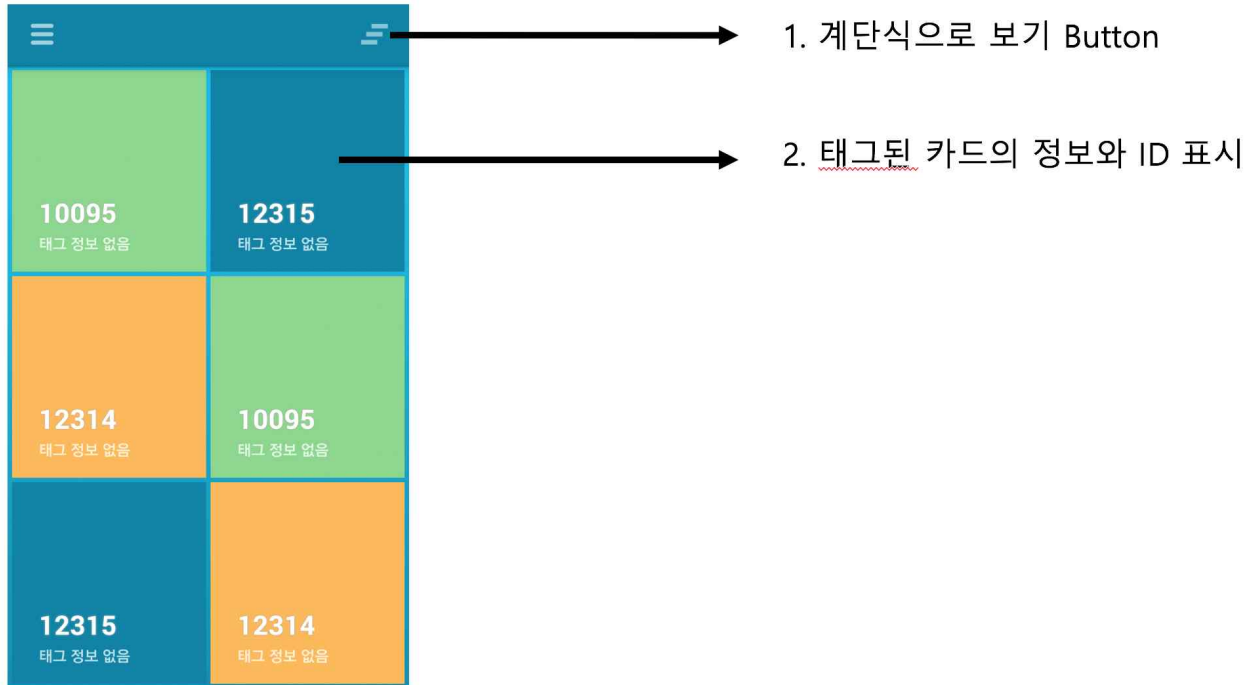 1. 계단식으로 보기 Button
2. 태그된 카드의 정보와 ID 표시
10095
태그 정보 없음
12315
태그 정보 없음
12314
태그 정보 없음
10095
태그 정보 없음
12315
태그 정보 없음
12314
태그 정보 없음